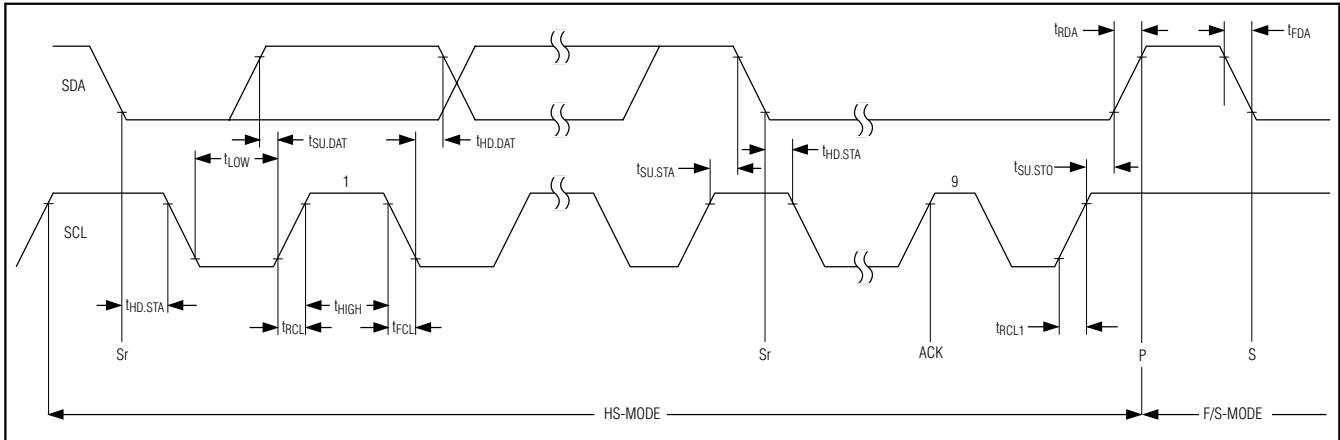 tRDA
tFDA
SDA
tSU.DAT
tHD.DAT
tLOW
tHD.STA
tSU.STA
tSU.STO
1
9
SCL
tHD.STA
tHIGH
tRCL
tFCL
tRCL1
Sr
Sr
ACK
P
S
HS-MODE
F/S-MODE